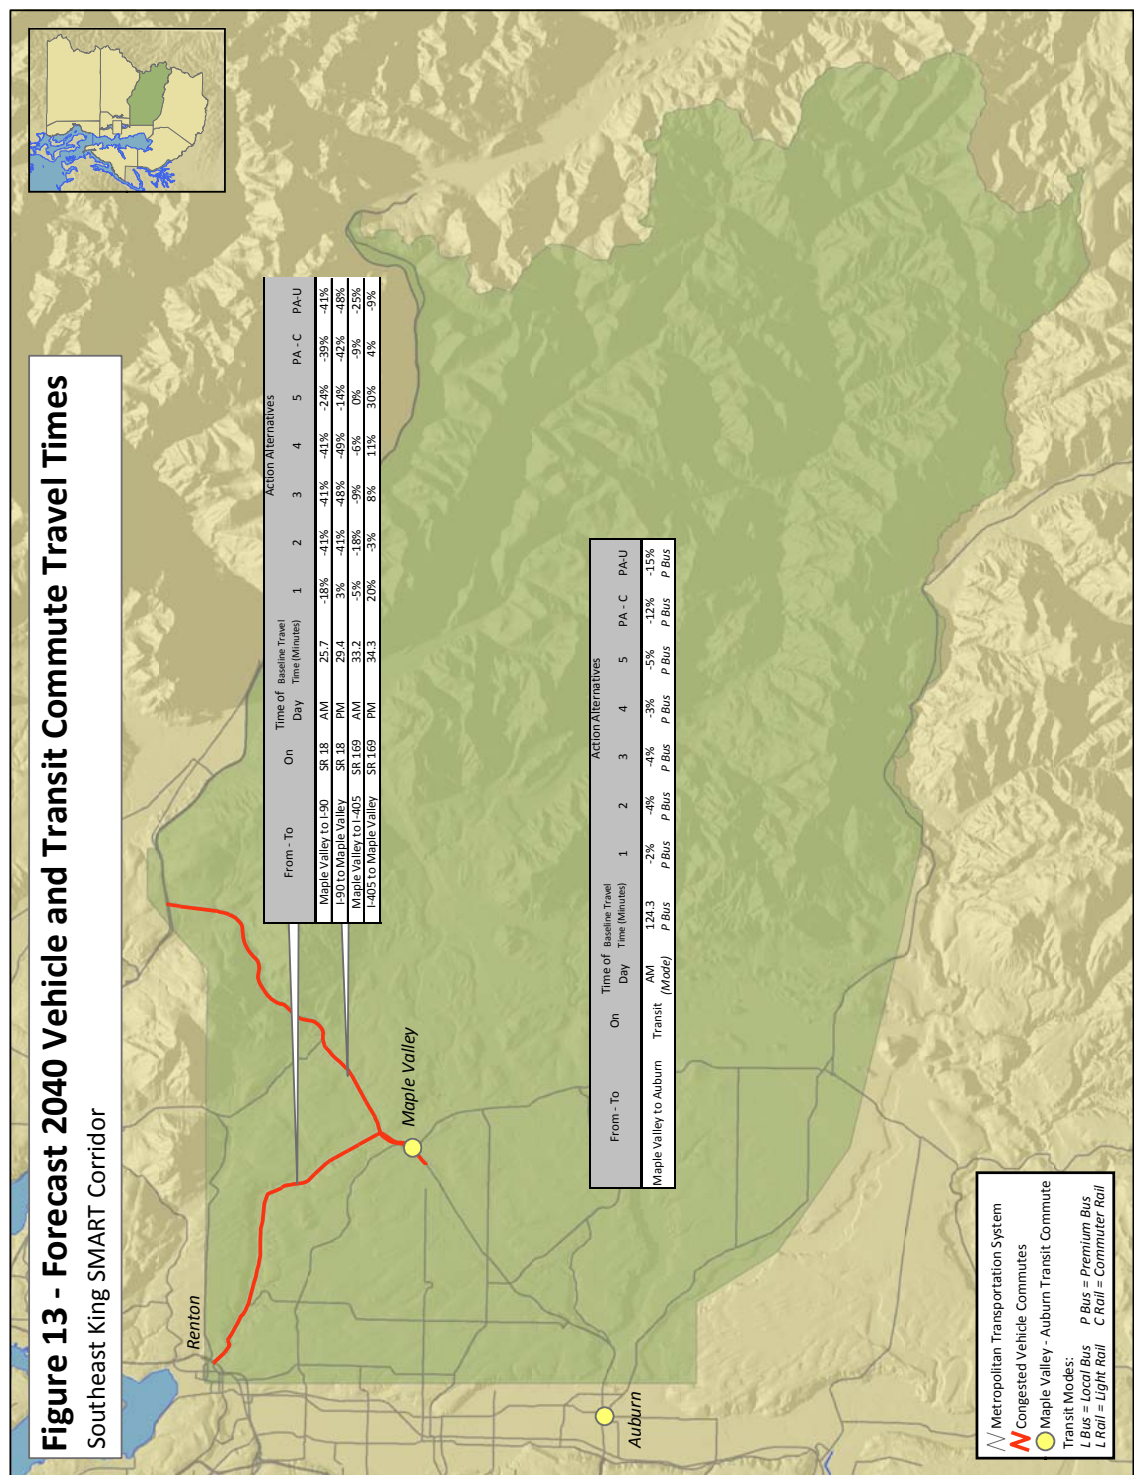 Figure 13 - Forecast 2040 Vehicle and Transit Commute Travel Times
Southeast King SMART Corridor
From - To On Time of Day Baseline Travel Time (Minutes) Action Alternatives 1 2 3 4 5 PA - C PA-U
Maple Valley to I-90 SR 18 AM 25.7 -18% -41% -41% -41% -24% -39% -41%
I-90 to Maple Valley SR 18 PM 29.4 3% -41% -48% -49% -14% -42% -48%
Maple Valley to I-405 SR 169 AM 33.2 -5% -18% -9% -6% 0% -9% -25%
I-405 to Maple Valley SR 169 PM 34.3 20% -3% 8% 11% 30% 4% -9%
Renton
Maple Valley
Auburn
From - To On Time of Day Baseline Travel Time (Minutes) Action Alternatives 1 2 3 4 5 PA - C PA-U
Maple Valley to Auburn Transit AM 124.3 -2% -4% -4% -3% -5% -12% -15%
(Mode) P Bus P Bus P Bus P Bus P Bus P Bus P Bus P Bus
Metropolitan Transportation System
Congested Vehicle Commutes
Maple Valley - Auburn Transit Commute
Transit Modes:
L Bus = Local Bus P Bus = Premium Bus
L Rail = Light Rail C Rail = Commuter Rail